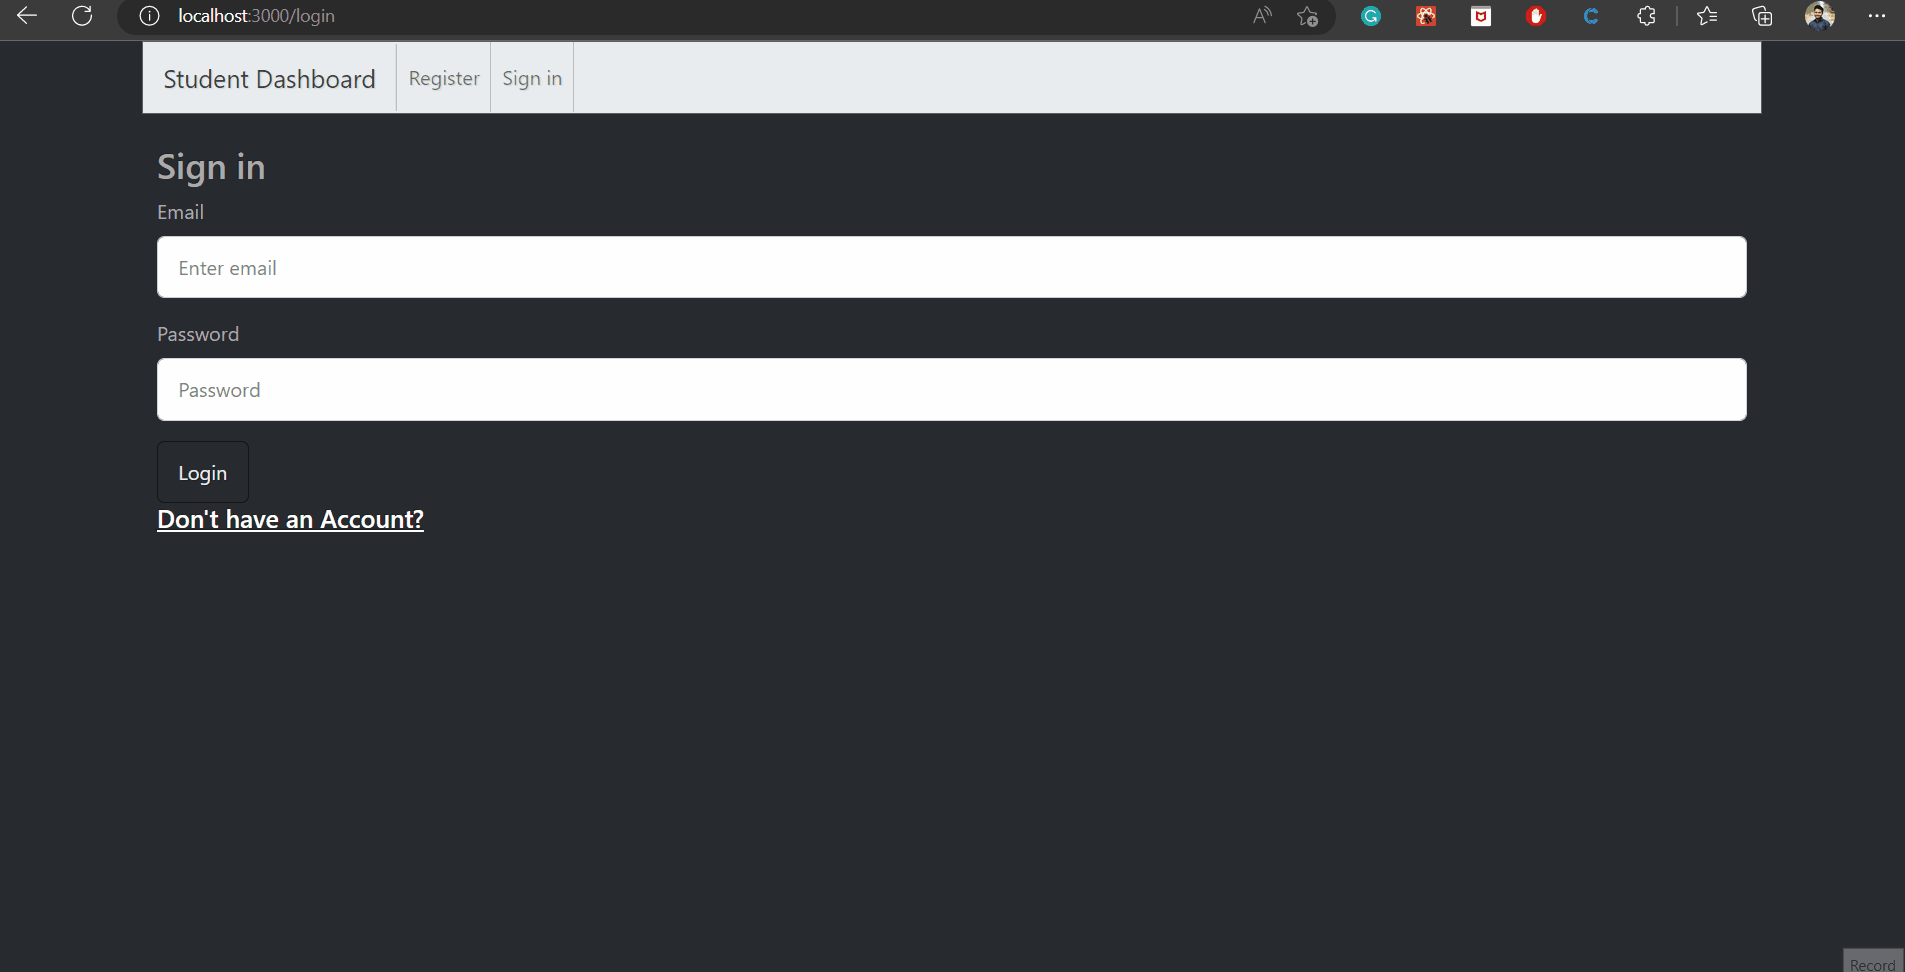 localhost:3000/login
Student Dashboard Register Sign in
Sign in
Email
Enter email
Password
Password
Login
Don't have an Account?
Record